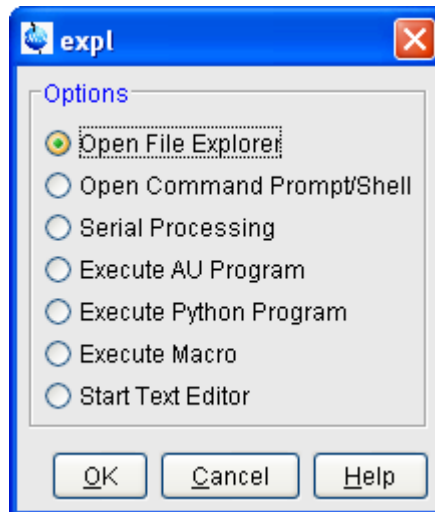 expl
Options
Open File Explorer
Open Command Prompt/Shell
Serial Processing
Execute AU Program
Execute Python Program
Execute Macro
Start Text Editor
OK Cancel Help